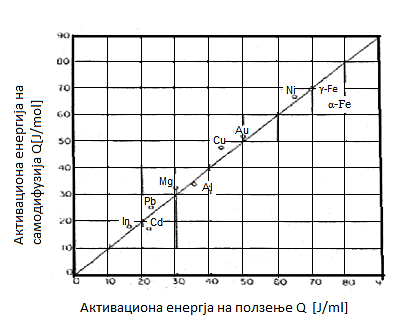 Активациона енергија на
самодифузија Q[J/mol]
90
80
70
60
50
40
30
20
10
0
Ni
γ-Fe
α-Fe
Au
Cu
Mg
Al
Pb
In
Cd
0 10 20 30 40 50 60 70 80
Активациона енергја на ползење Q [J/ml]